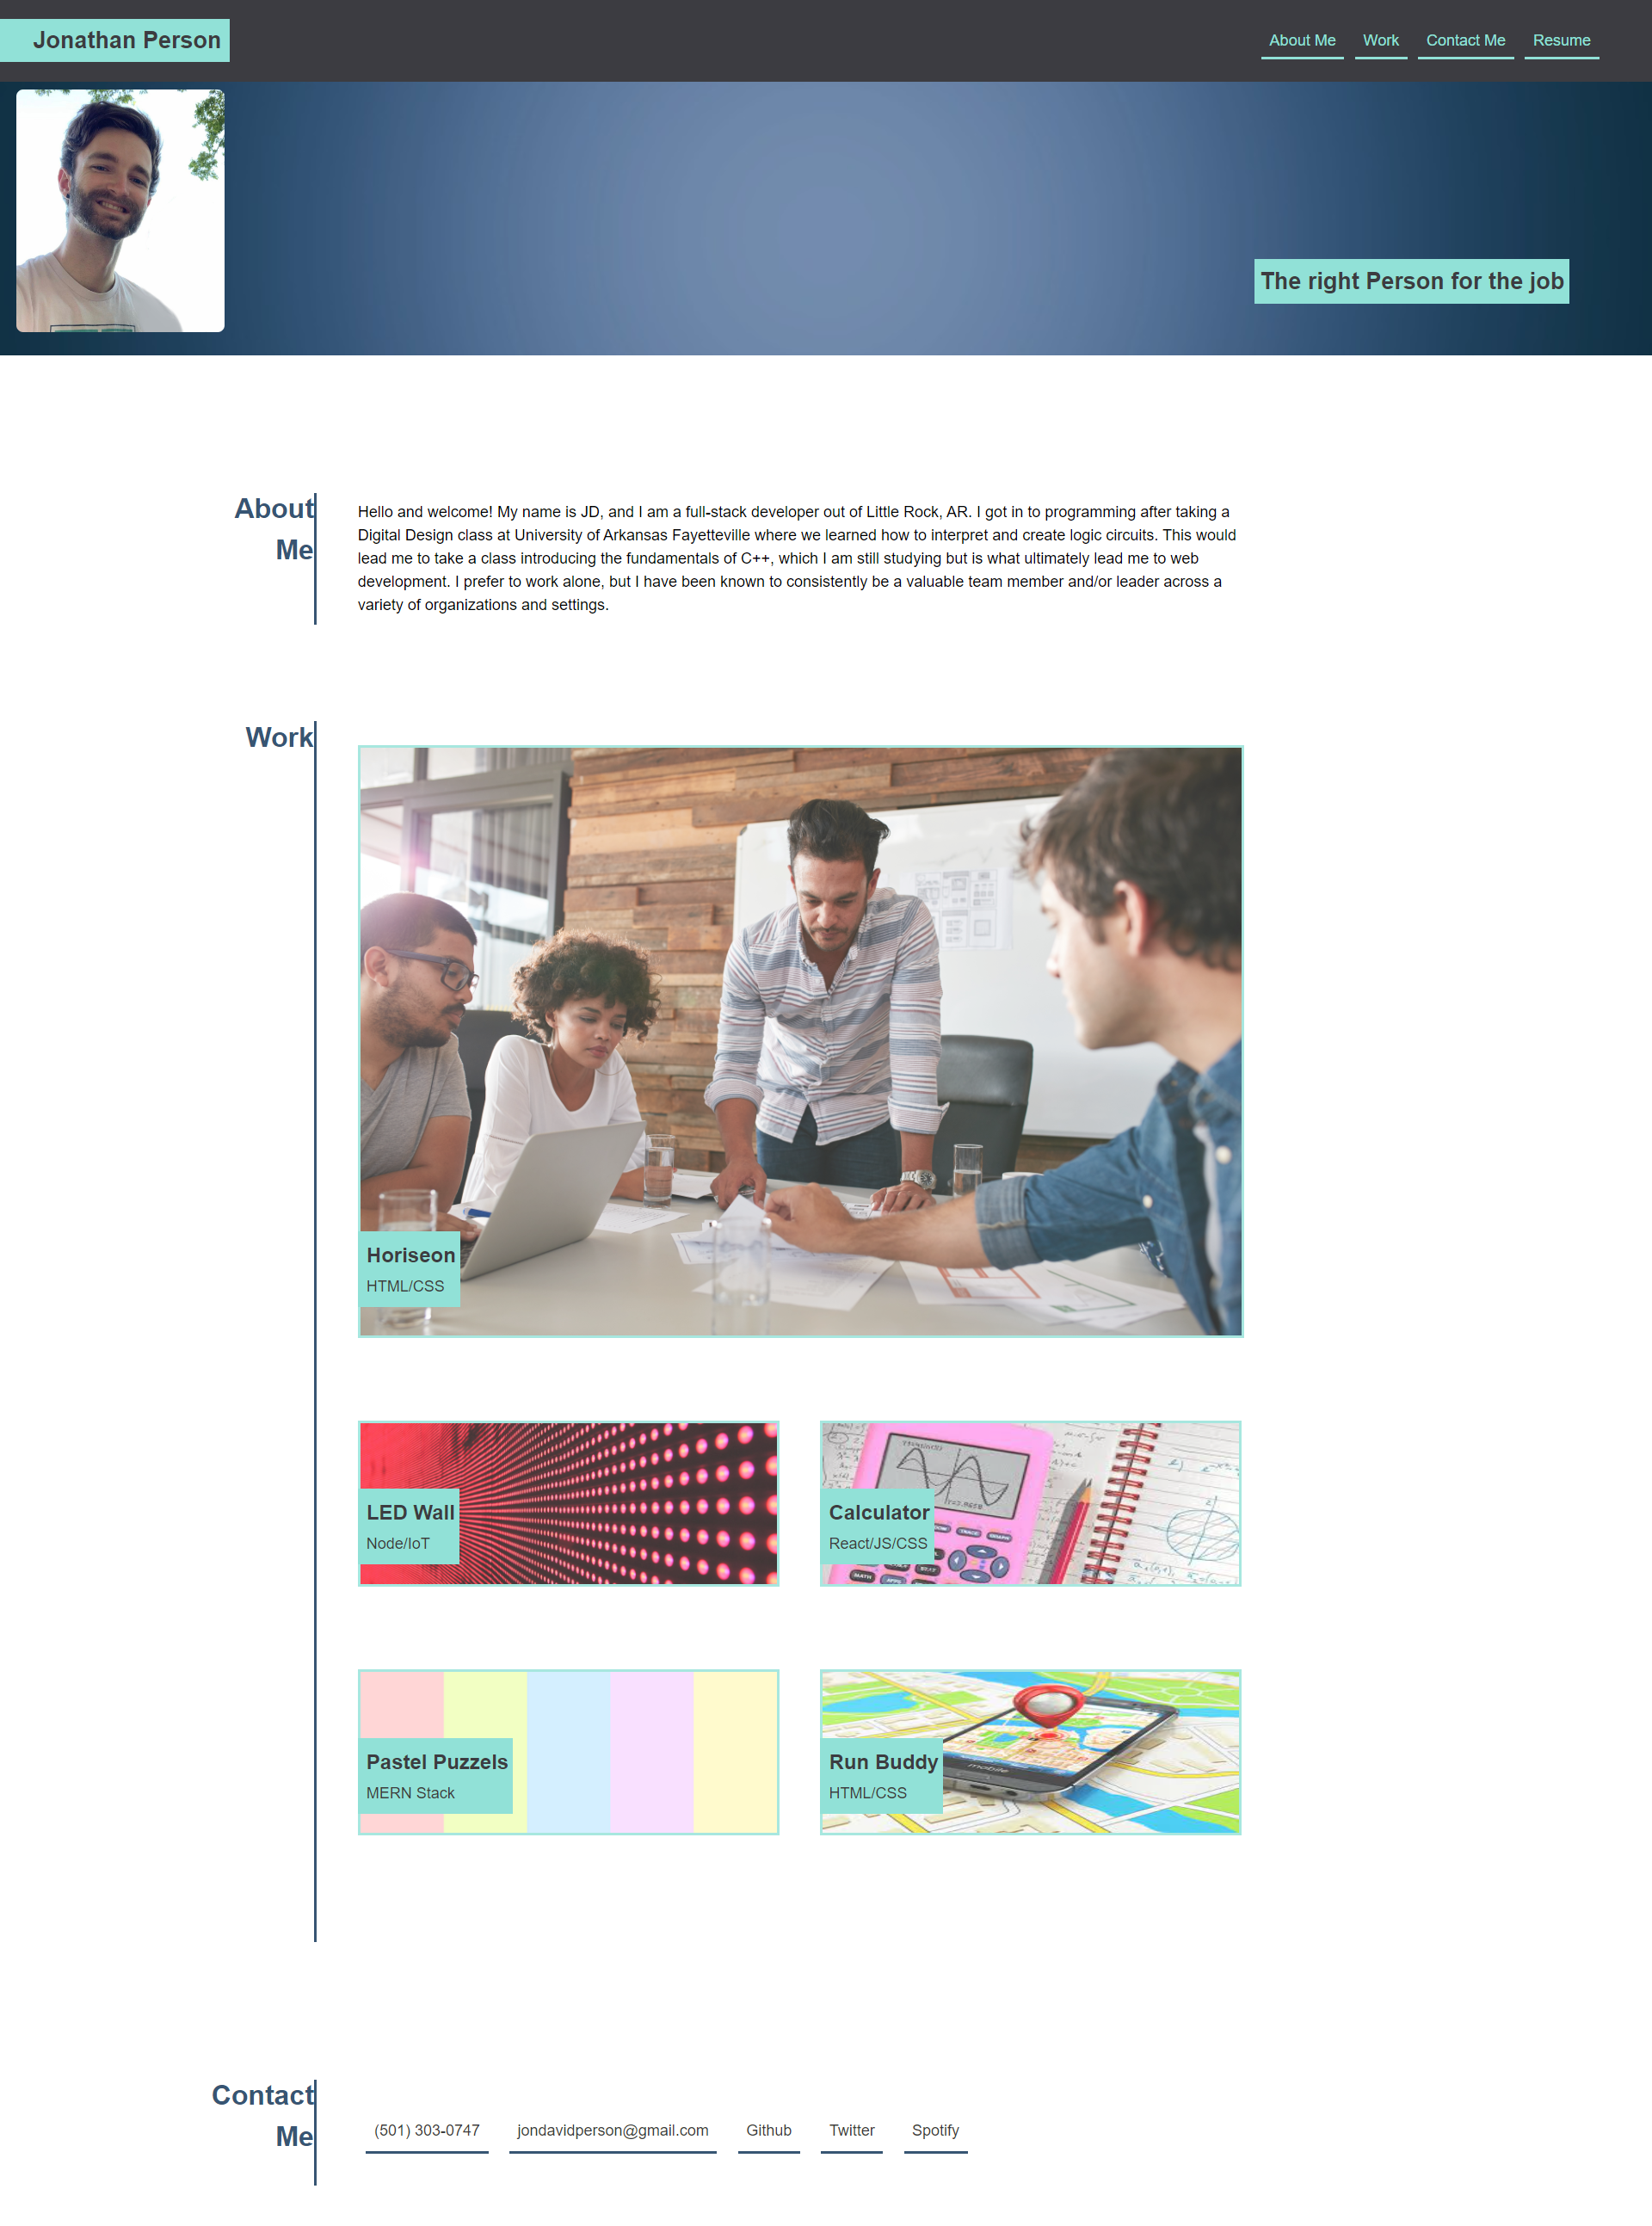 Jonathan Person
About Me
Work
Contact Me
Resume
The right Person for the job
About
Me
Hello and welcome! My name is JD, and I am a full-stack developer out of Little Rock, AR. I got in to programming after taking a
Digital Design class at University of Arkansas Fayetteville where we learned how to interpret and create logic circuits. This would
lead me to take a class introducing the fundamentals of C++, which I am still studying but is what ultimately lead me to web
development. I prefer to work alone, but I have been known to consistently be a valuable team member and/or leader across a
variety of organizations and settings.
Work
Horiseon
HTML/CSS
LED Wall
Node/IoT
Calculator
React/JS/CSS
TRACE
GRAPH
MATH
APPS
Pastel Puzzels
MERN Stack
Run Buddy
HTML/CSS
mobile
Contact
Me
(501) 303-0747
jondavidperson@gmail.com
Github
Twitter
Spotify